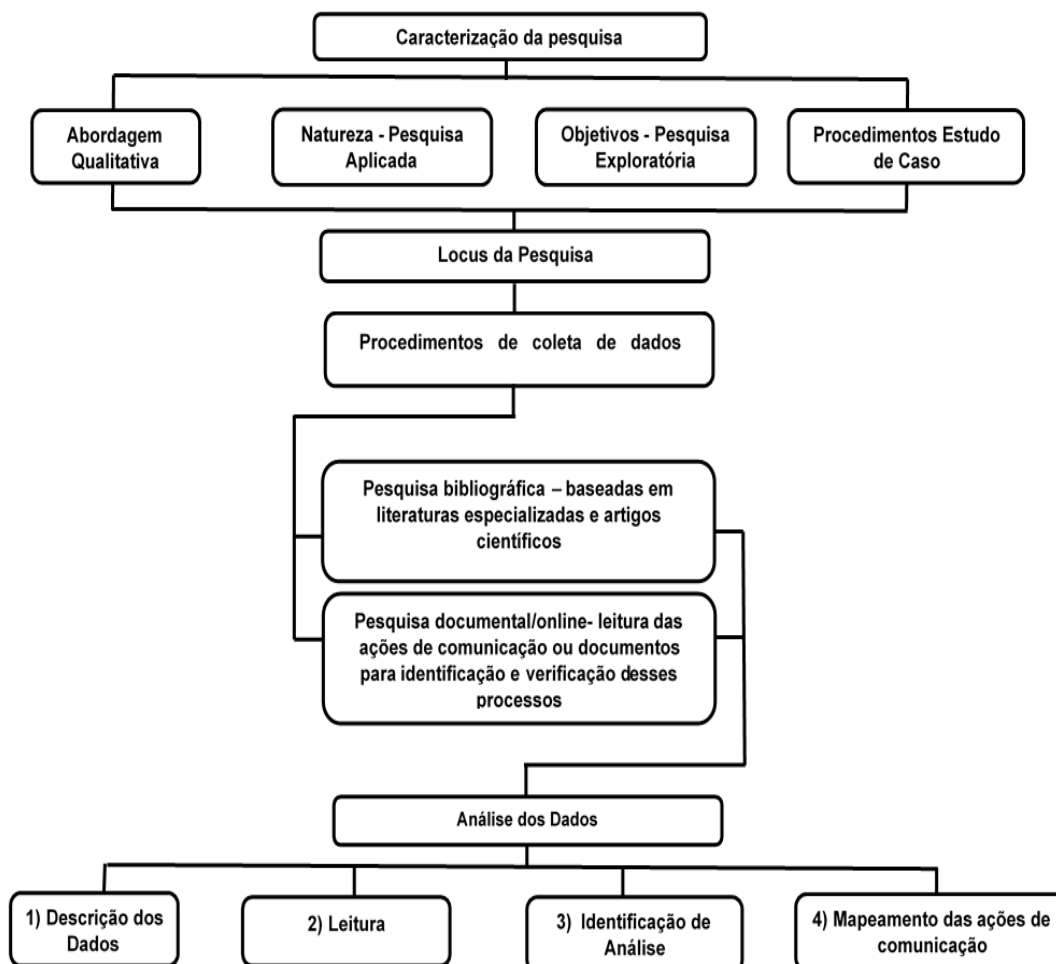 Caracterização da pesquisa
Abordagem
Qualitativa
Natureza - Pesquisa
Aplicada
Objetivos - Pesquisa
Exploratória
Procedimentos Estudo
de Caso
Locus da Pesquisa
Procedimentos de coleta de dados
Pesquisa bibliográfica – baseadas em
literaturas especializadas e artigos
científicos
Pesquisa documental/online- leitura das
ações de comunicação ou documentos
para identificação e verificação desses
processos
Análise dos Dados
1) Descrição dos
Dados
2) Leitura
3) Identificação de
Análise
4) Mapeamento das ações de
comunicação